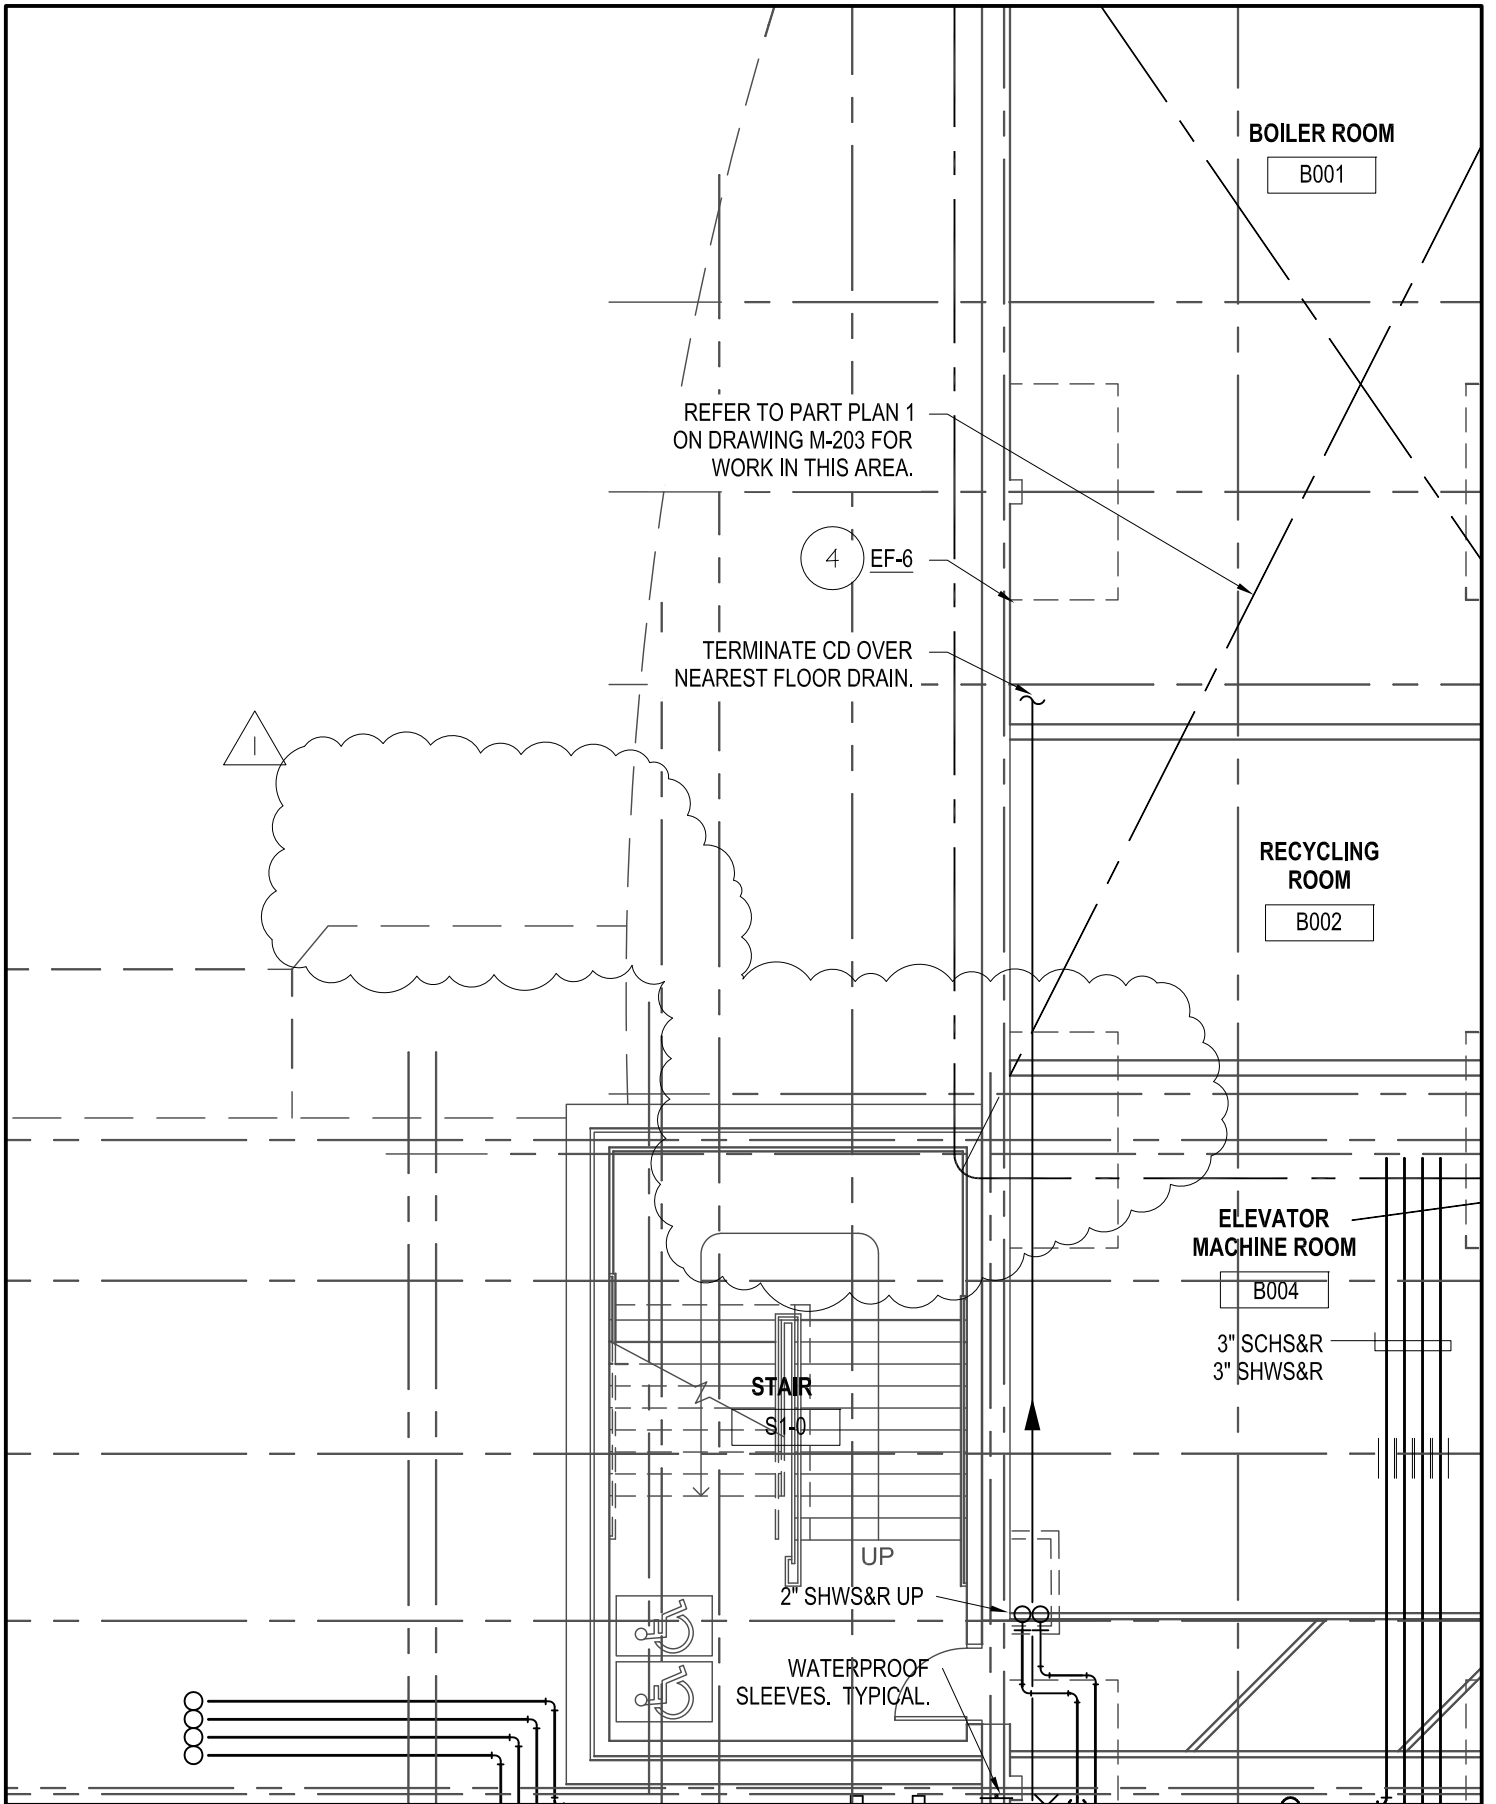 BOILER ROOM
B001
REFER TO PART PLAN 1
ON DRAWING M-203 FOR
WORK IN THIS AREA.
4
EF-6
TERMINATE CD OVER
NEAREST FLOOR DRAIN.
1
RECYCLING
ROOM
B002
ELEVATOR
MACHINE ROOM
B004
3" SCHS&R
3" SHWS&R
STAIR
S1-0
UP
2" SHWS&R UP
WATERPROOF
SLEEVES. TYPICAL.